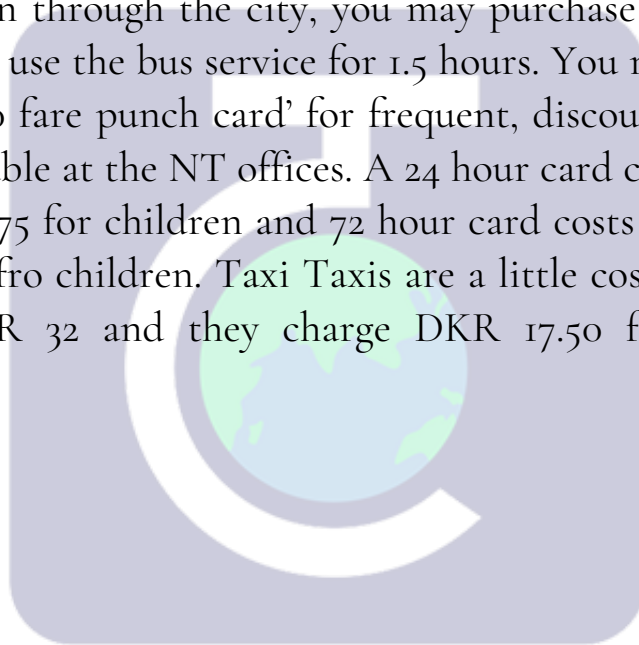 n through the city, you may purchase
use the bus service for 1.5 hours. You
fare punch card’ for frequent, discou
ble at the NT offices. A 24 hour card c
75 for children and 72 hour card costs
fro children. Taxi Taxis are a little cos
R 32 and they charge DKR 17.50 f